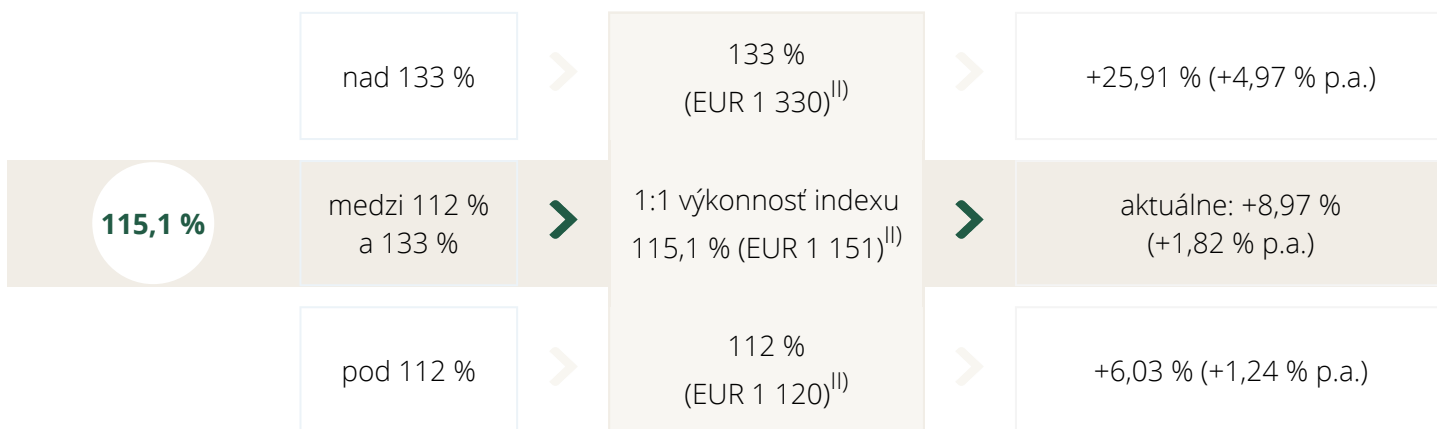 nad 133 %
133 %
(EUR 1 330)II)
+25,91 % (+4,97 % p.a.)
115,1 %
medzi 112 %
a 133 %
1:1 výkonnosť indexu
115,1 % (EUR 1 151)II)
aktuálne: +8,97 %
(+1,82 % p.a.)
pod 112 %
112 %
(EUR 1 120)II)
+6,03 % (+1,24 % p.a.)